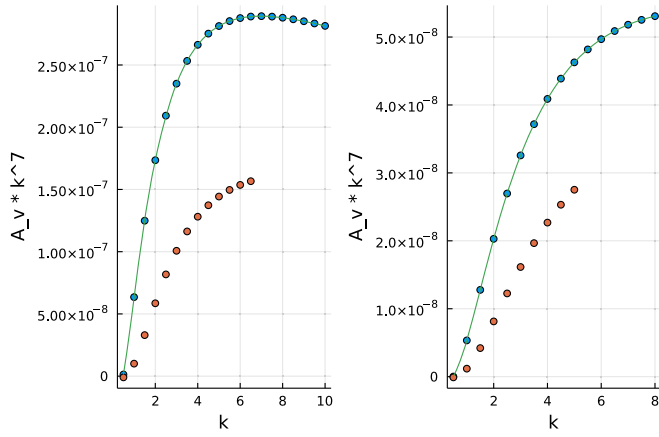 2.50×10⁻⁷
2.00×10⁻⁷
1.50×10⁻⁷
1.00×10⁻⁷
5.00×10⁻⁸
0
A_v * k^7
2 4 6 8 10
k
5.0×10⁻⁸
4.0×10⁻⁸
3.0×10⁻⁸
2.0×10⁻⁸
1.0×10⁻⁸
0
A_v * k^7
2 4 6 8
k